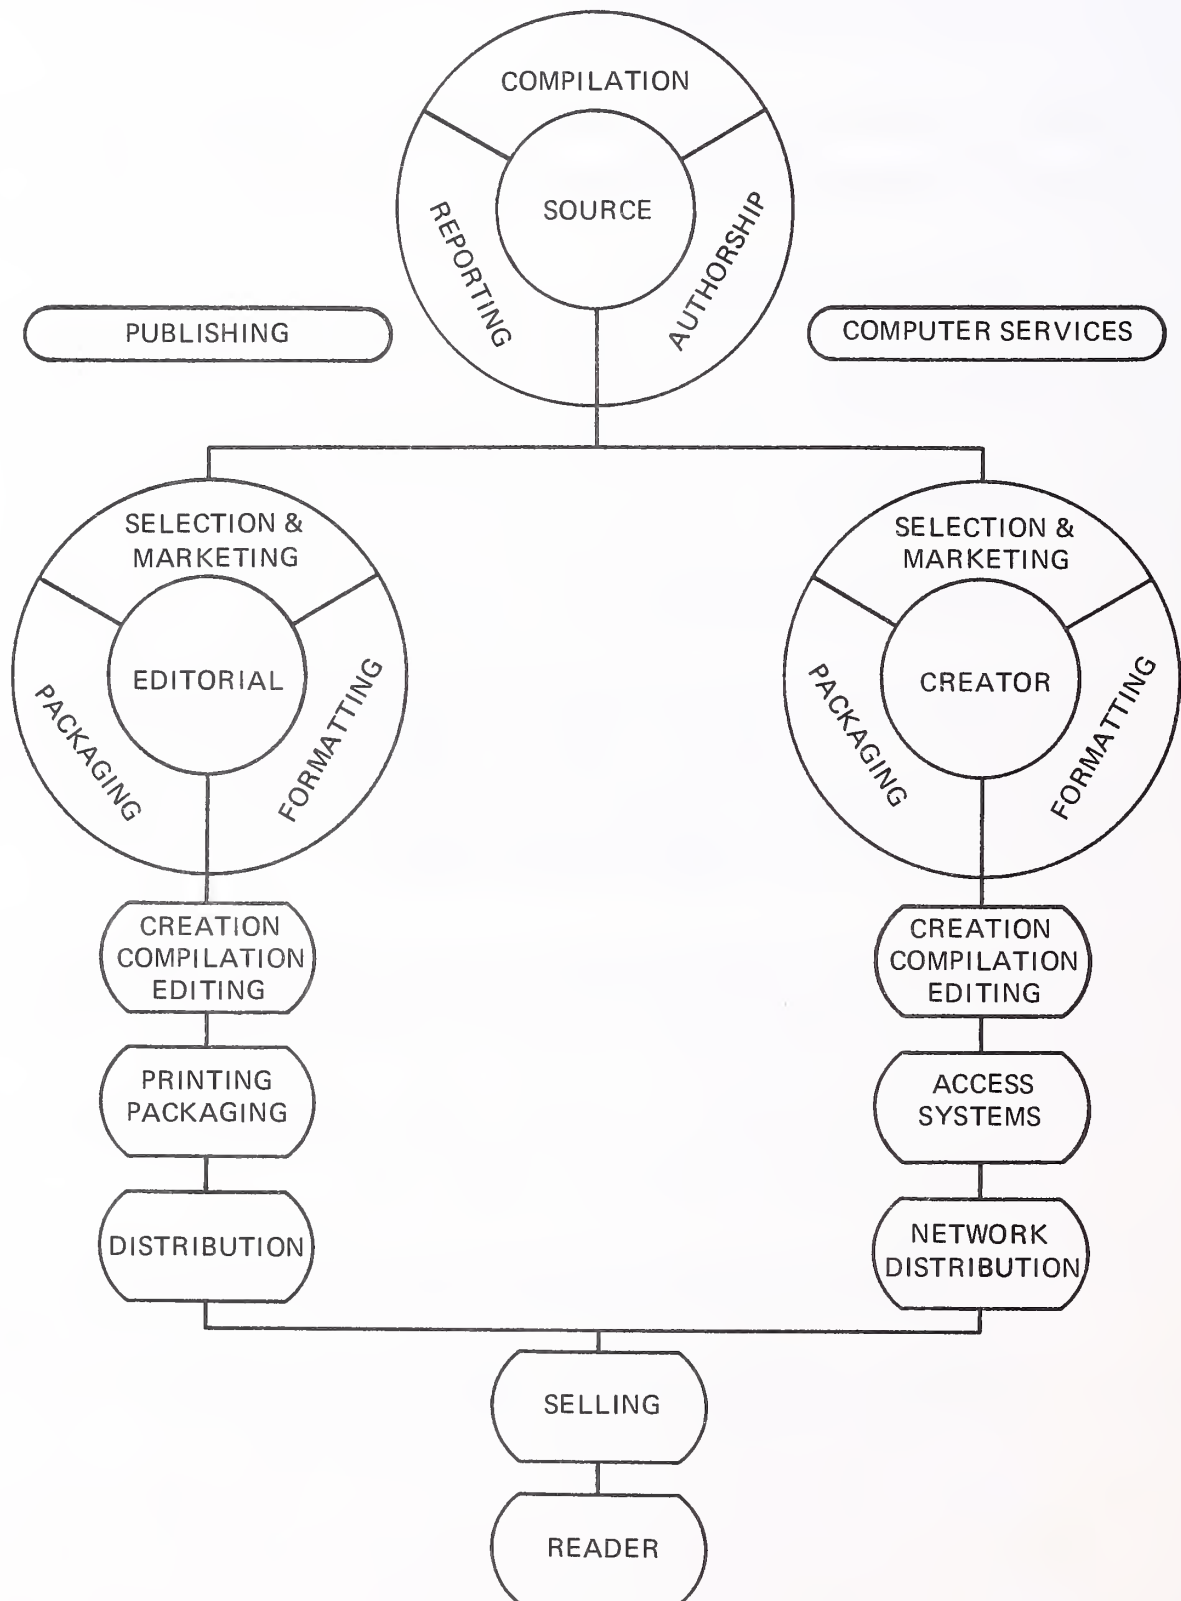 COMPILATION
SOURCE
REPORTING
AUTHORSHIP
PUBLISHING
COMPUTER SERVICES
SELECTION &
MARKETING
EDITORIAL
PACKAGING
FORMATTING
SELECTION &
MARKETING
CREATOR
PACKAGING
FORMATTING
CREATION
COMPILATION
EDITING
PRINTING
PACKAGING
DISTRIBUTION
CREATION
COMPILATION
EDITING
ACCESS
SYSTEMS
NETWORK
DISTRIBUTION
SELLING
READER